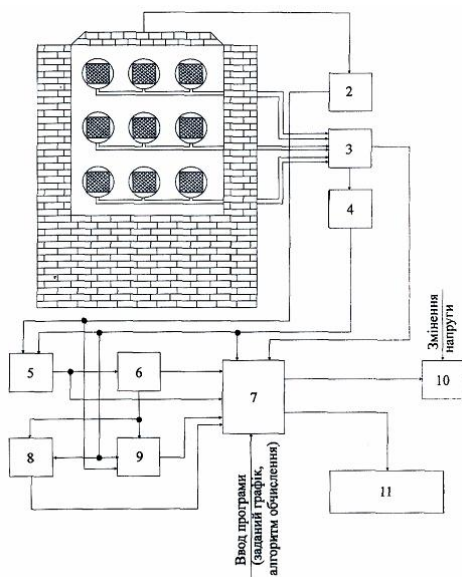 2
3
4
Змінення
напруги
5
6
7
10
8
9
11
Ввод програми
(заданий графік,
алгоритм обчислення)